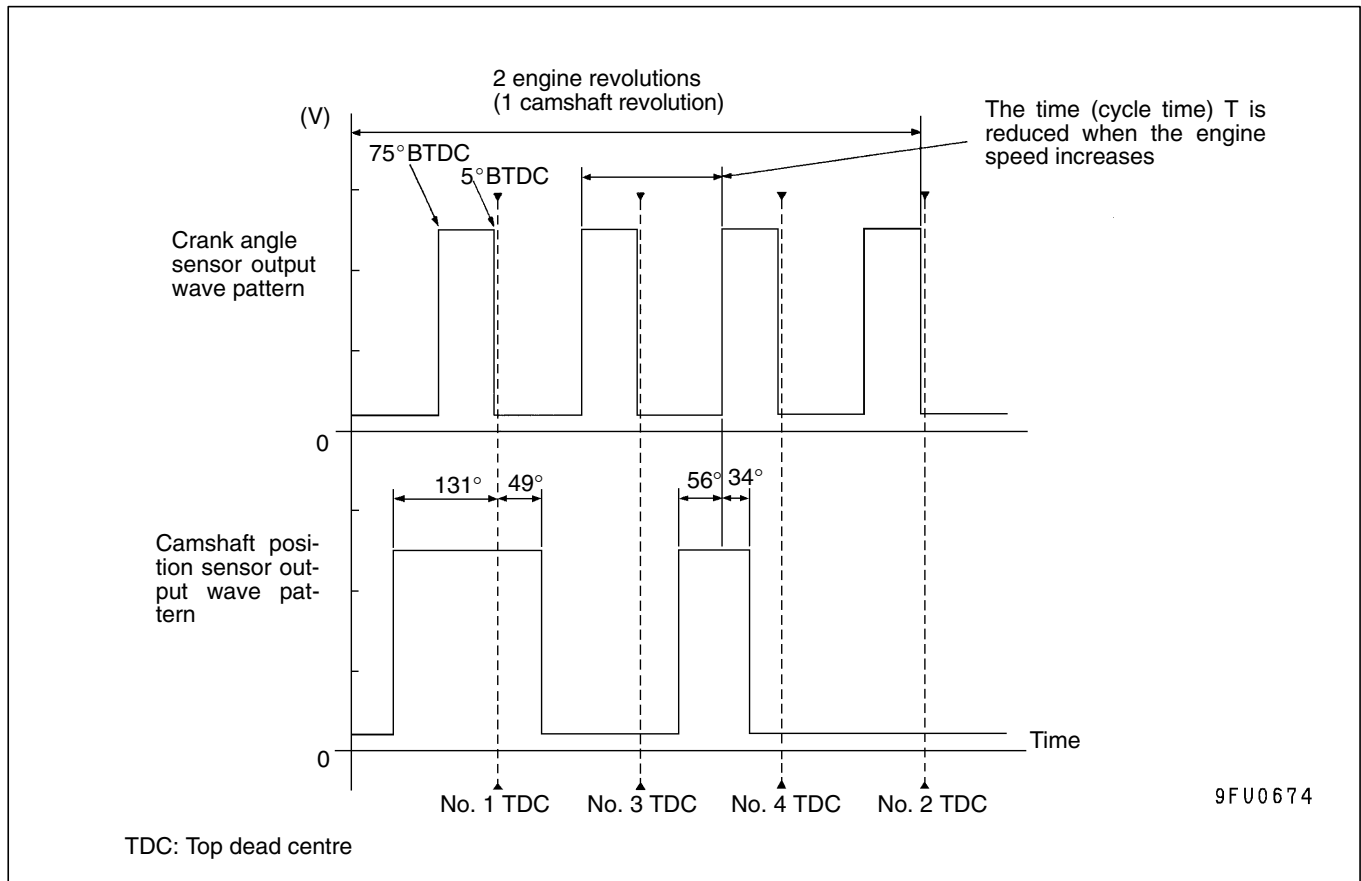 2 engine revolutions
(1 camshaft revolution)
The time (cycle time) T is
reduced when the engine
speed increases
(V)
75°BTDC
5°BTDC
Crank angle
sensor output
wave pattern
0
131°
49°
56°
34°
Camshaft posi-
tion sensor out-
put wave pat-
tern
0
Time
No. 1 TDC
No. 3 TDC
No. 4 TDC
No. 2 TDC
9FU0674
TDC: Top dead centre